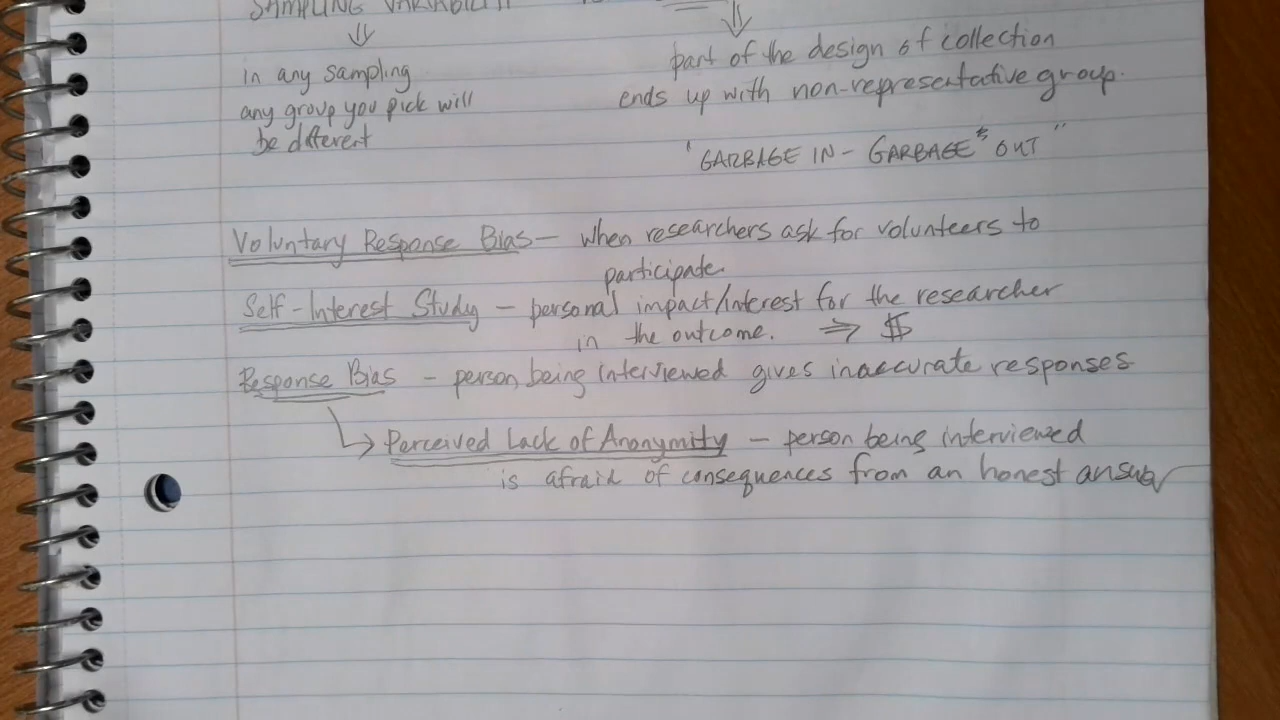 SAMPLING VARIABILITY
⇓
⇓
in any sampling
any group you pick will
be different
part of the design of collection
ends up with non-representative group.
"GARBAGE IN - GARBAGE OUT"
Voluntary Response Bias - when researchers ask for volunteers to
participate.
Self-Interest Study - personal impact/interest for the researcher
in the outcome. ⇒ $
Response Bias - person being interviewed gives inaccurate responses
↳ Perceived Lack of Anonymity - person being interviewed
is afraid of consequences from an honest answer